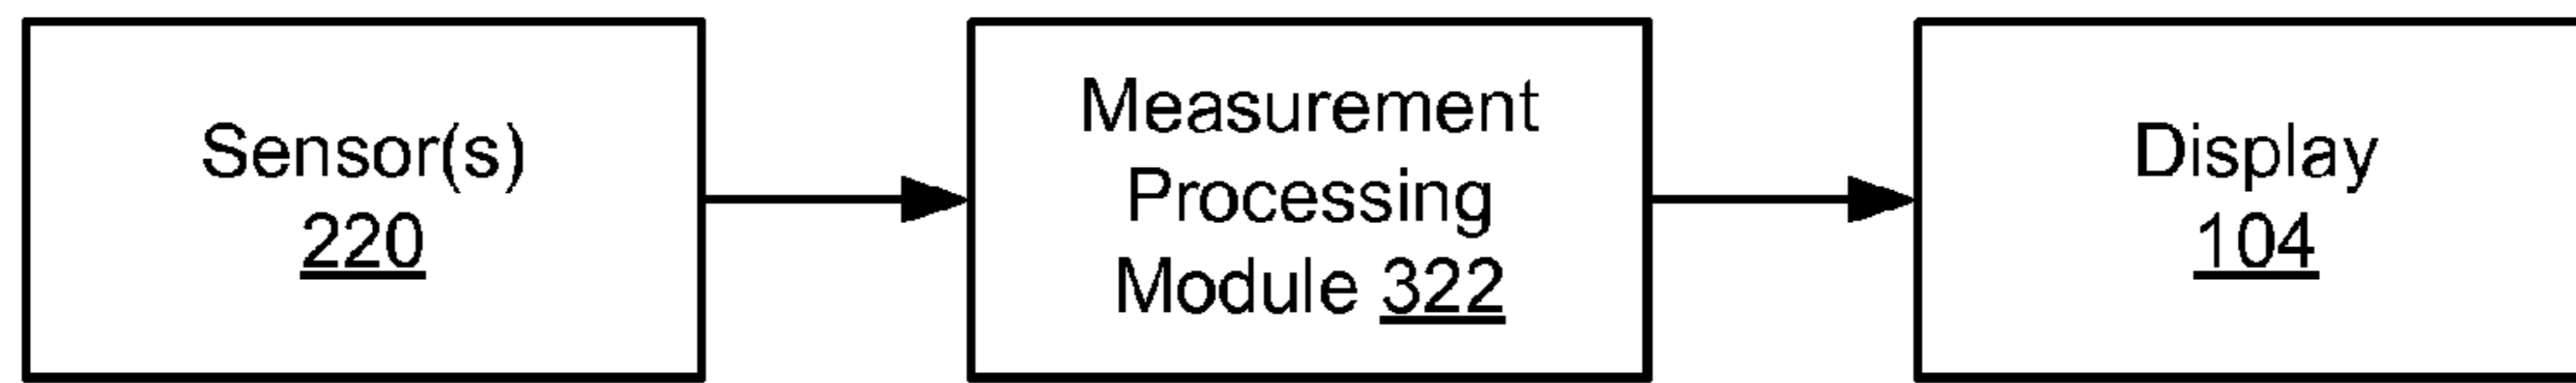 Sensor(s)
220
Measurement
Processing
Module 322
Display
104